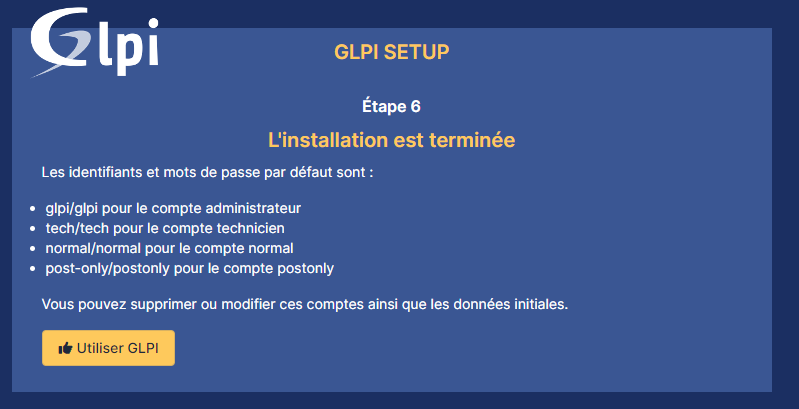 Glpi
GLPI SETUP
Étape 6
L'installation est terminée
Les identifiants et mots de passe par défaut sont :
glpi/glpi pour le compte administrateur
tech/tech pour le compte technicien
normal/normal pour le compte normal
post-only/postonly pour le compte postonly
Vous pouvez supprimer ou modifier ces comptes ainsi que les données initiales.
Utiliser GLPI